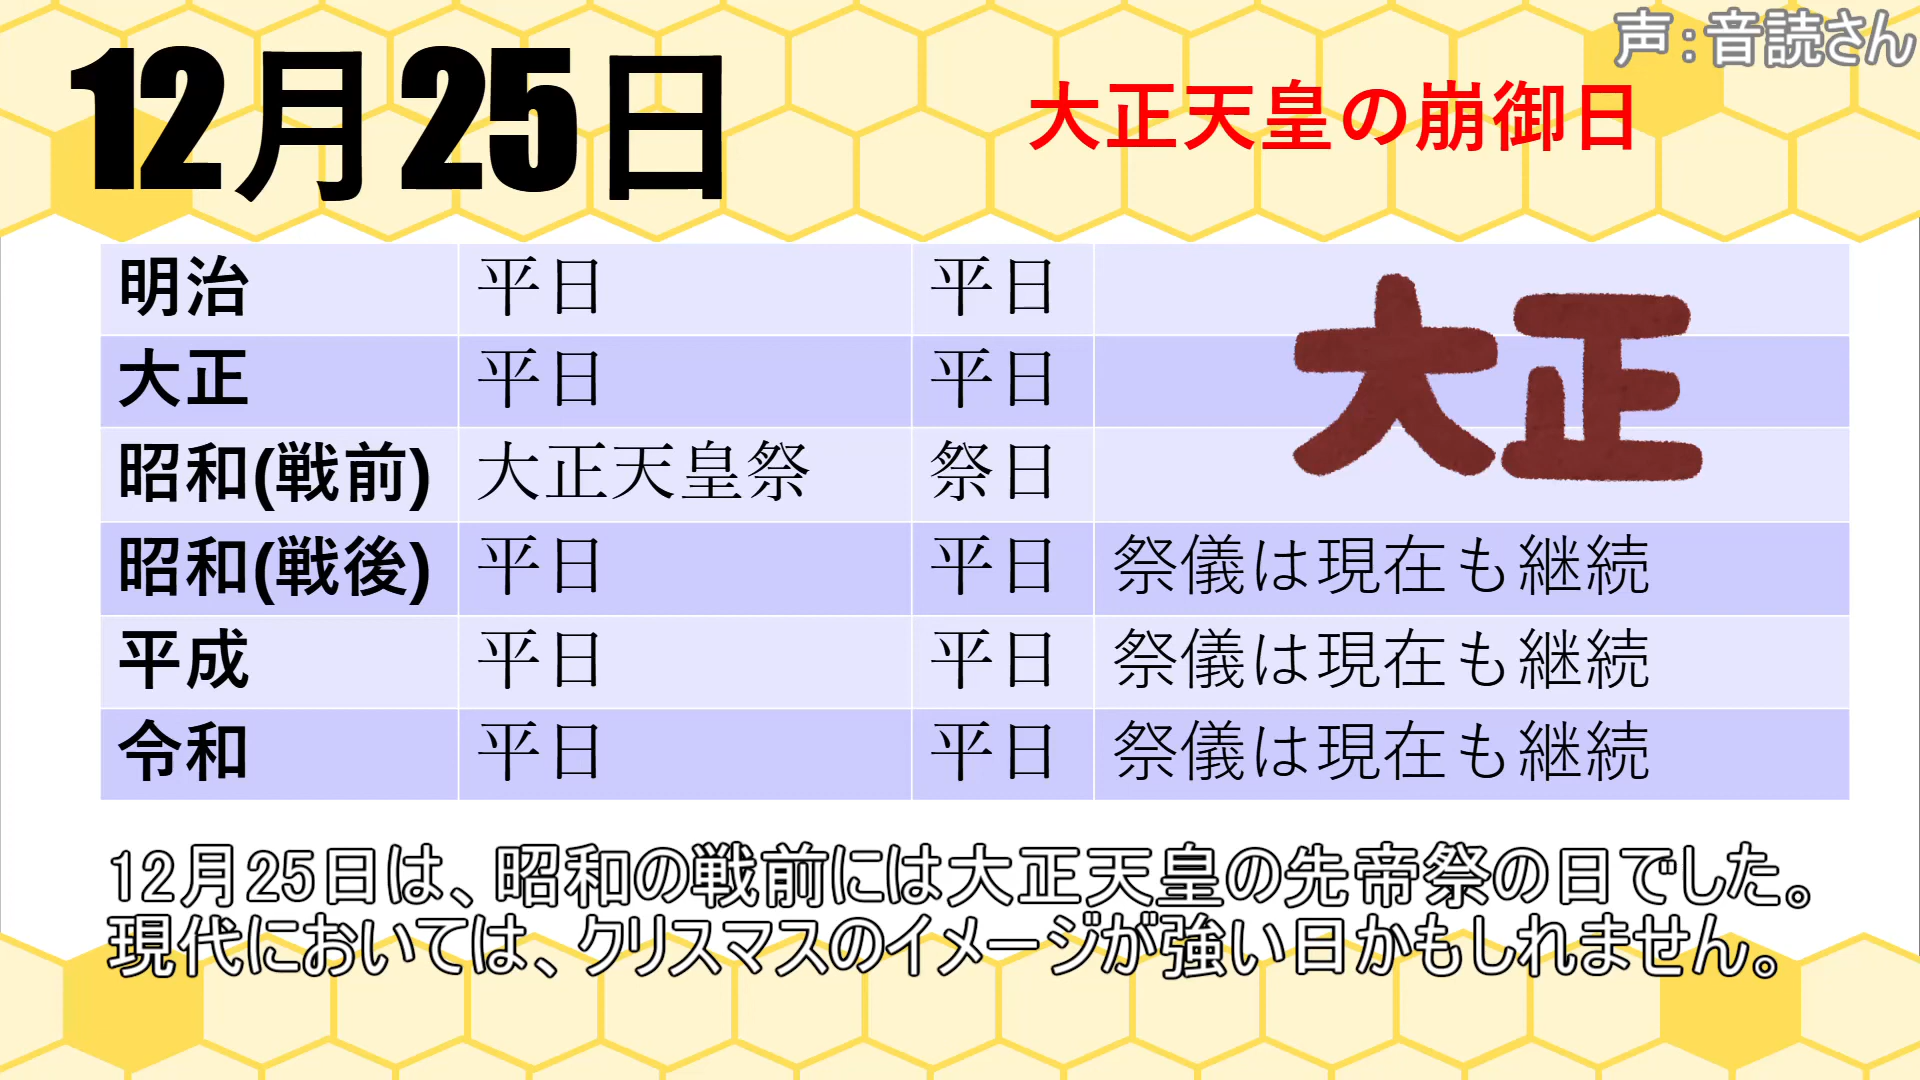 声：音読さん
12月25日
大正天皇の崩御日
明治 平日 平日
大正 平日 平日
大正
昭和(戦前) 大正天皇祭 祭日
昭和(戦後) 平日 平日 祭儀は現在も継続
平成 平日 平日 祭儀は現在も継続
令和 平日 平日 祭儀は現在も継続
12月25日は、昭和の戦前には大正天皇の先帝祭の日でした。
現代においては、クリスマスのイメージが強い日かもしれません。